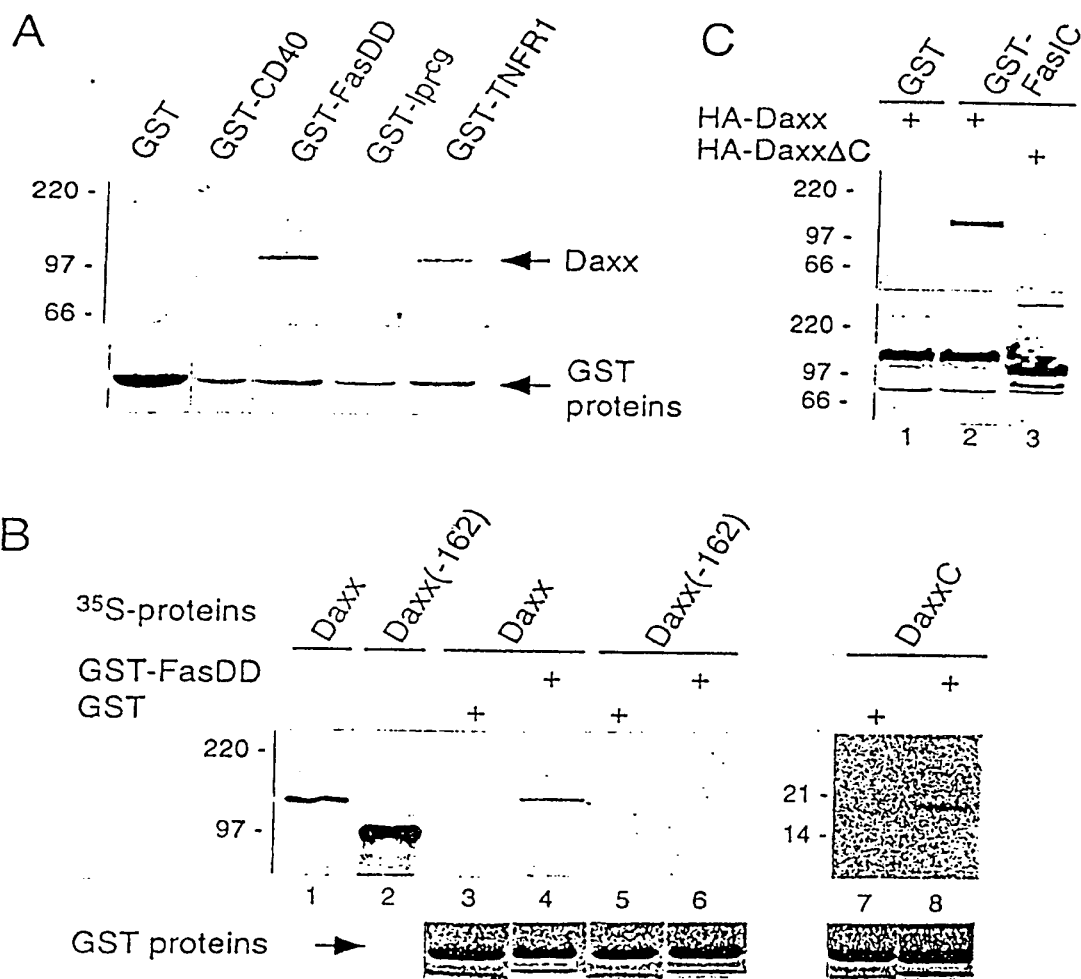 A
GST
GST-CD40
GST-FasDD
GST-lprcg
GST-TNFR1
220 -
97 -
66 -
Daxx
GST
proteins
C
GST
GST-
FasIC
HA-Daxx + +
HA-DaxxΔC +
220 -
97 -
66 -
220 -
97 -
66 -
1 2 3
B
35S-proteins
Daxx
Daxx(-162)
Daxx
Daxx(-162)
DaxxC
GST-FasDD + + +
GST + + +
220 -
97 -
21 -
14 -
1 2 3 4 5 6 7 8
GST proteins